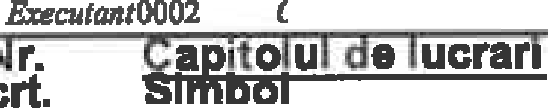 Executant0002 (
Nr. Capitolul de lucrari
crt. Simbol